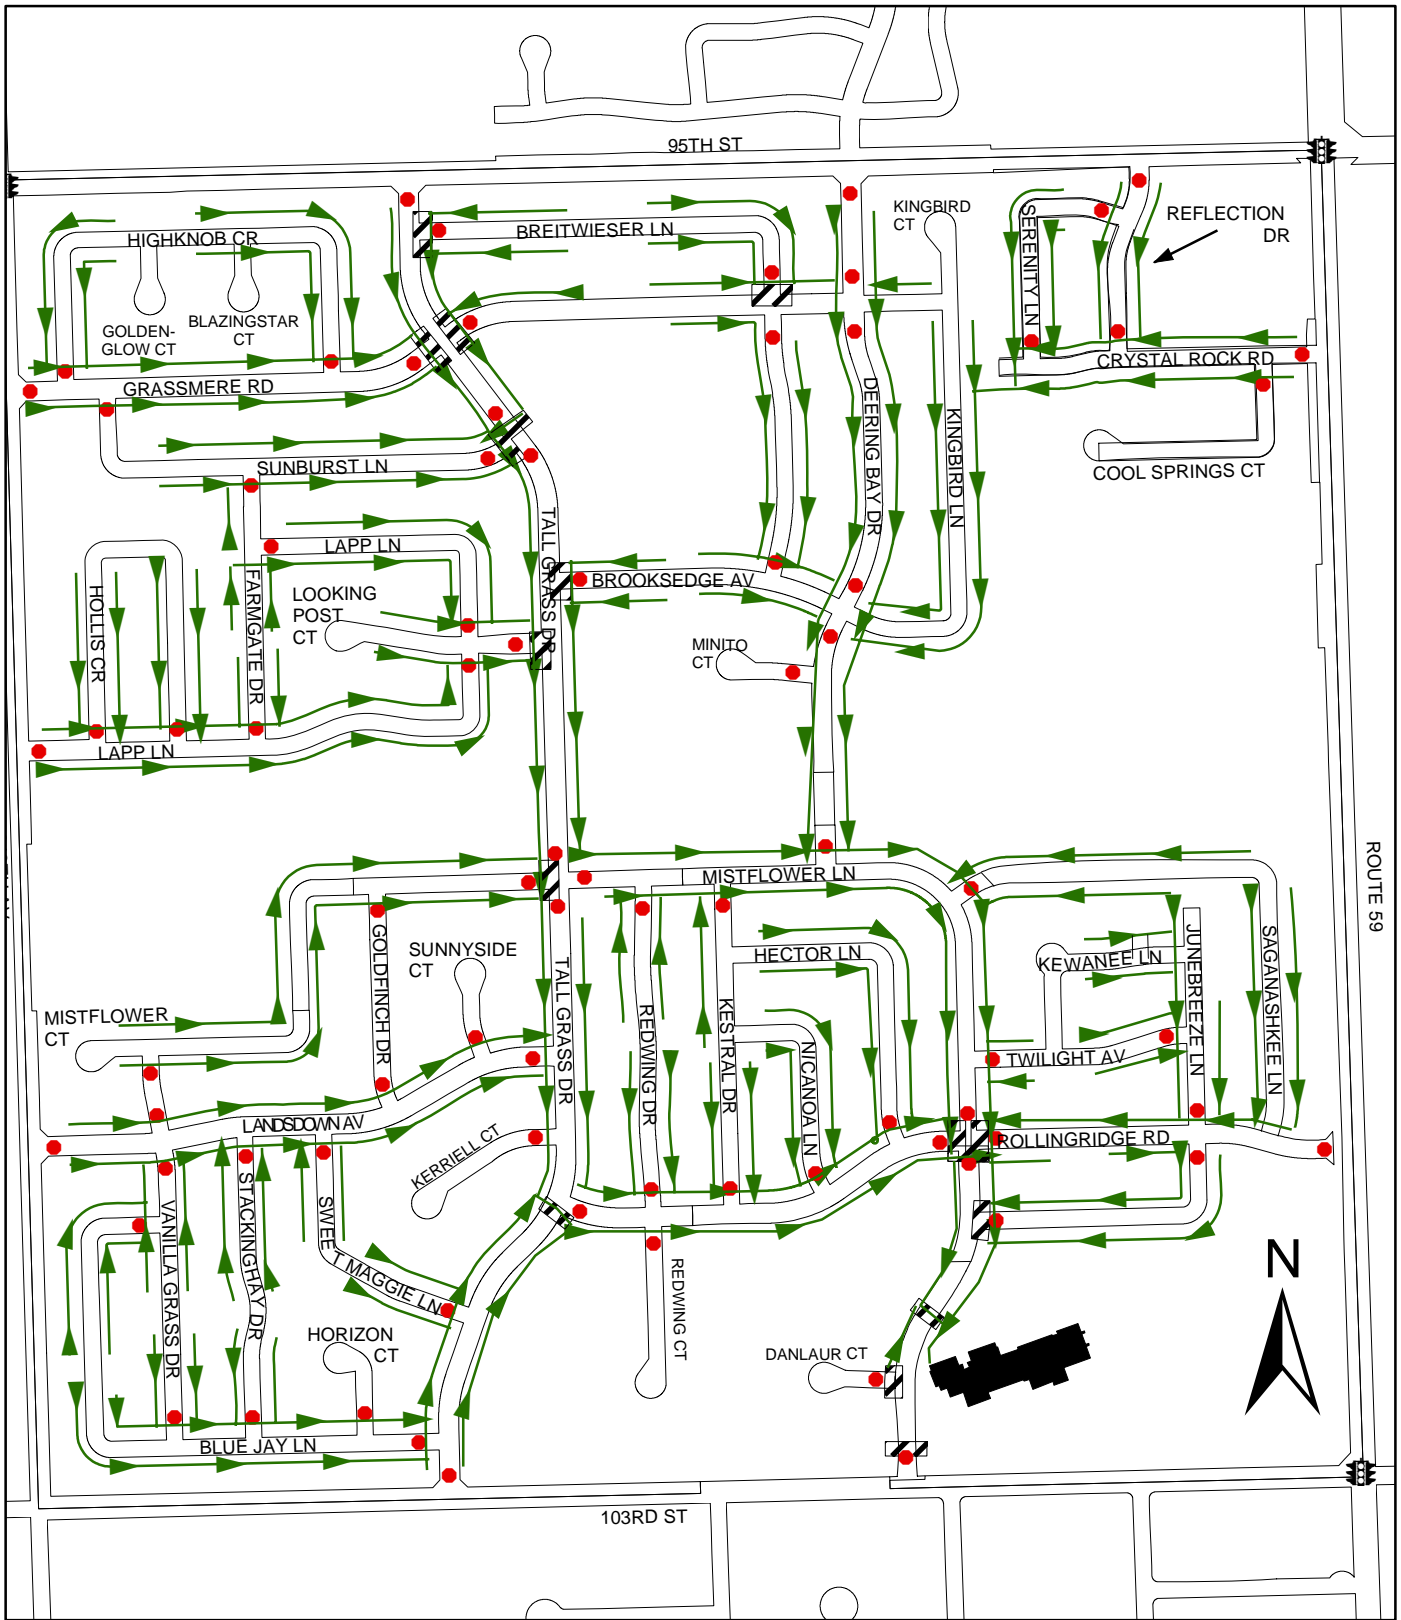 95TH ST
KINGBIRD
CT
REFLECTION
DR
SERENITY LN
BREITWIESER LN
HIGHKNOB CR
GOLDEN-
GLOW CT
BLAZINGSTAR
CT
CRYSTAL ROCK RD
GRASSMERE RD
DEERING BAY DR
KINGBIRD LN
SUNBURST LN
COOL SPRINGS CT
TALL GRASS DR
LAPP LN
HOLLIS CR
FARMGATE DR
LOOKING
POST
CT
BROOKSEDGE AV
MINITO
CT
LAPP LN
ROUTE 59
MISTFLOWER LN
GOLDFINCH DR
SUNNYSIDE
CT
HECTOR LN
KEWANEE LN
JUNEBREEZE LN
SAGANASHKEE LN
MISTFLOWER
CT
TALL GRASS DR
REDWING DR
KESTRAL DR
NICANOA LN
TWILIGHT AV
LANDSDOWN AV
ROLLINGRIDGE RD
KERRIELL CT
VANILLA GRASS DR
STACKINGHAY DR
SWEET MAGGIE LN
REDWING CT
N
HORIZON
CT
DANLAUR CT
BLUE JAY LN
103RD ST